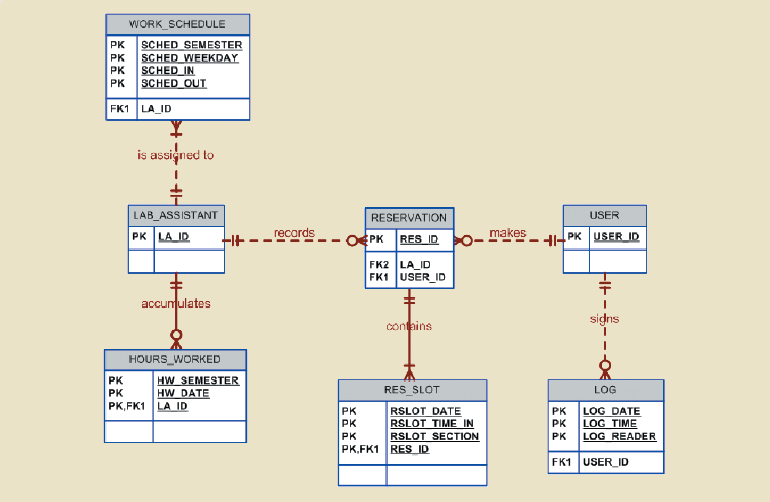 WORK_SCHEDULE
PK SCHED_SEMESTER
PK SCHED_WEEKDAY
PK SCHED_IN
PK SCHED_OUT
FK1 LA_ID
is assigned to
LAB_ASSISTANT
PK LA_ID
records
RESERVATION
PK RES_ID
FK2 LA_ID
FK1 USER_ID
makes
USER
PK USER_ID
accumulates
contains
signs
HOURS_WORKED
PK HW_SEMESTER
PK HW_DATE
PK,FK1 LA_ID
RES_SLOT
PK RSLOT_DATE
PK RSLOT_TIME_IN
PK RSLOT_SECTION
PK,FK1 RES_ID
LOG
PK LOG_DATE
PK LOG_TIME
PK LOG_READER
FK1 USER_ID